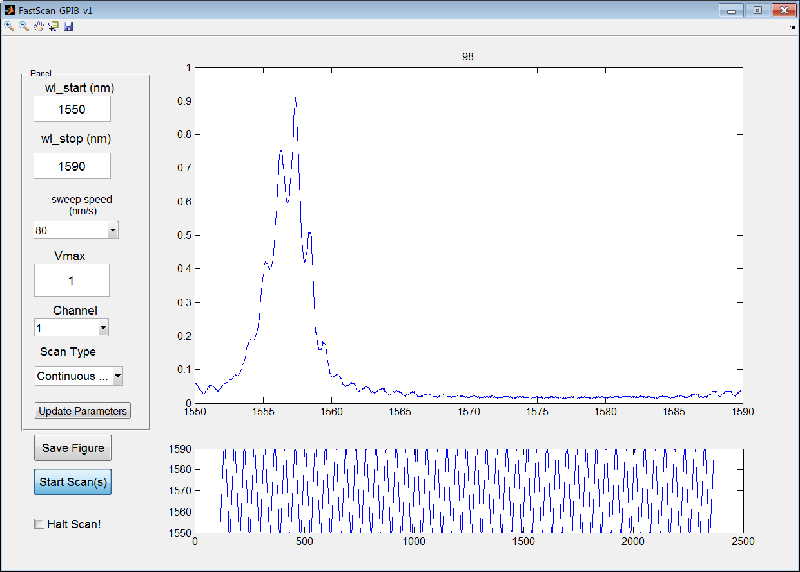 FastScan_GPIB_v1
Panel
wl_start (nm)
1550
wl_stop (nm)
1590
sweep speed
(nm/s)
80
Vmax
1
Channel
1
Scan Type
Continuous ...
Update Parameters
Save Figure
Start Scan(s)
Halt Scan!
98
1
0.9
0.8
0.7
0.6
0.5
0.4
0.3
0.2
0.1
0
1550 1555 1560 1565 1570 1575 1580 1585 1590
1590
1580
1570
1560
1550
0 500 1000 1500 2000 2500